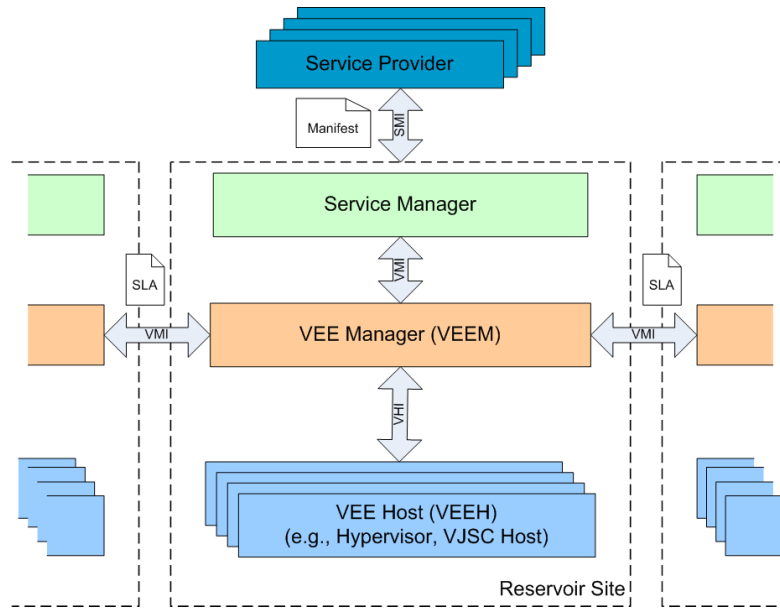 Service Provider
Manifest
SMI
Service Manager
VMI
SLA
SLA
VMI
VEE Manager (VEEM)
VMI
VHI
VEE Host (VEEH)
(e.g., Hypervisor, VJSC Host)
Reservoir Site